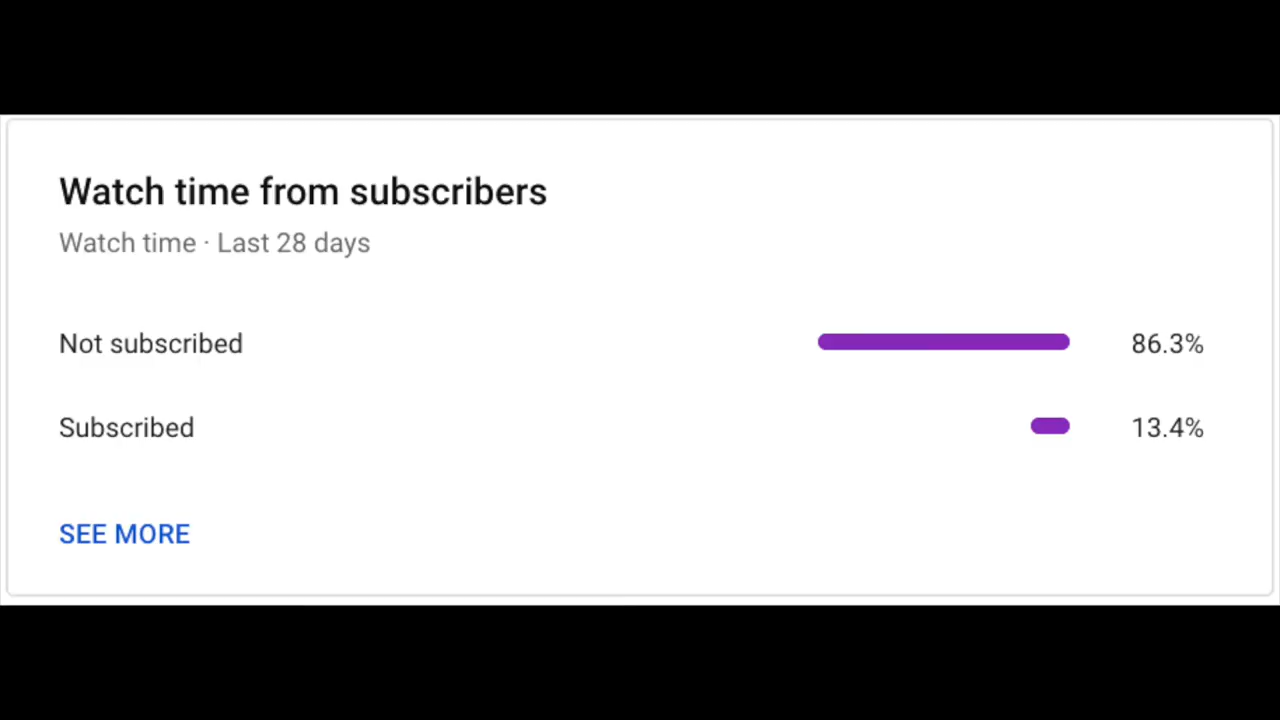 Watch time from subscribers
Watch time · Last 28 days
Not subscribed 86.3%
Subscribed 13.4%
SEE MORE